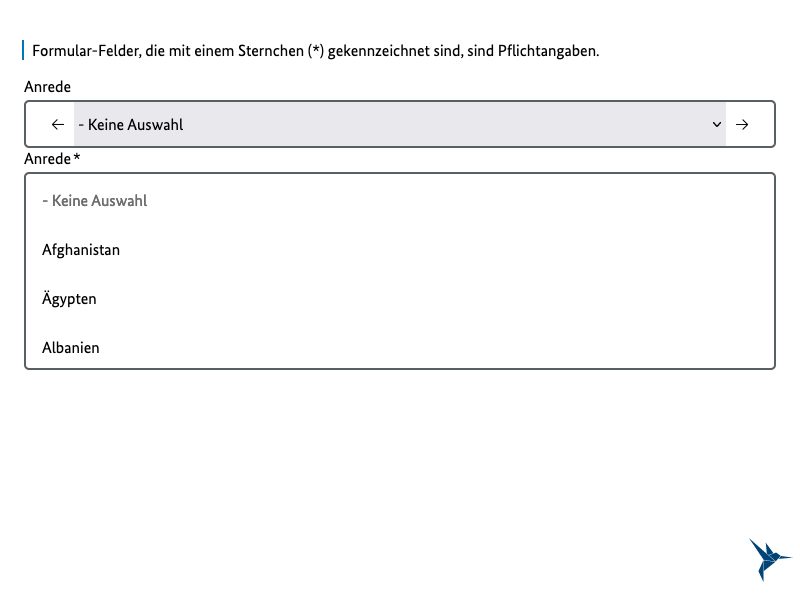 Formular-Felder, die mit einem Sternchen (*) gekennzeichnet sind, sind Pflichtangaben.
Anrede
- Keine Auswahl
Anrede *
- Keine Auswahl
Afghanistan
Ägypten
Albanien